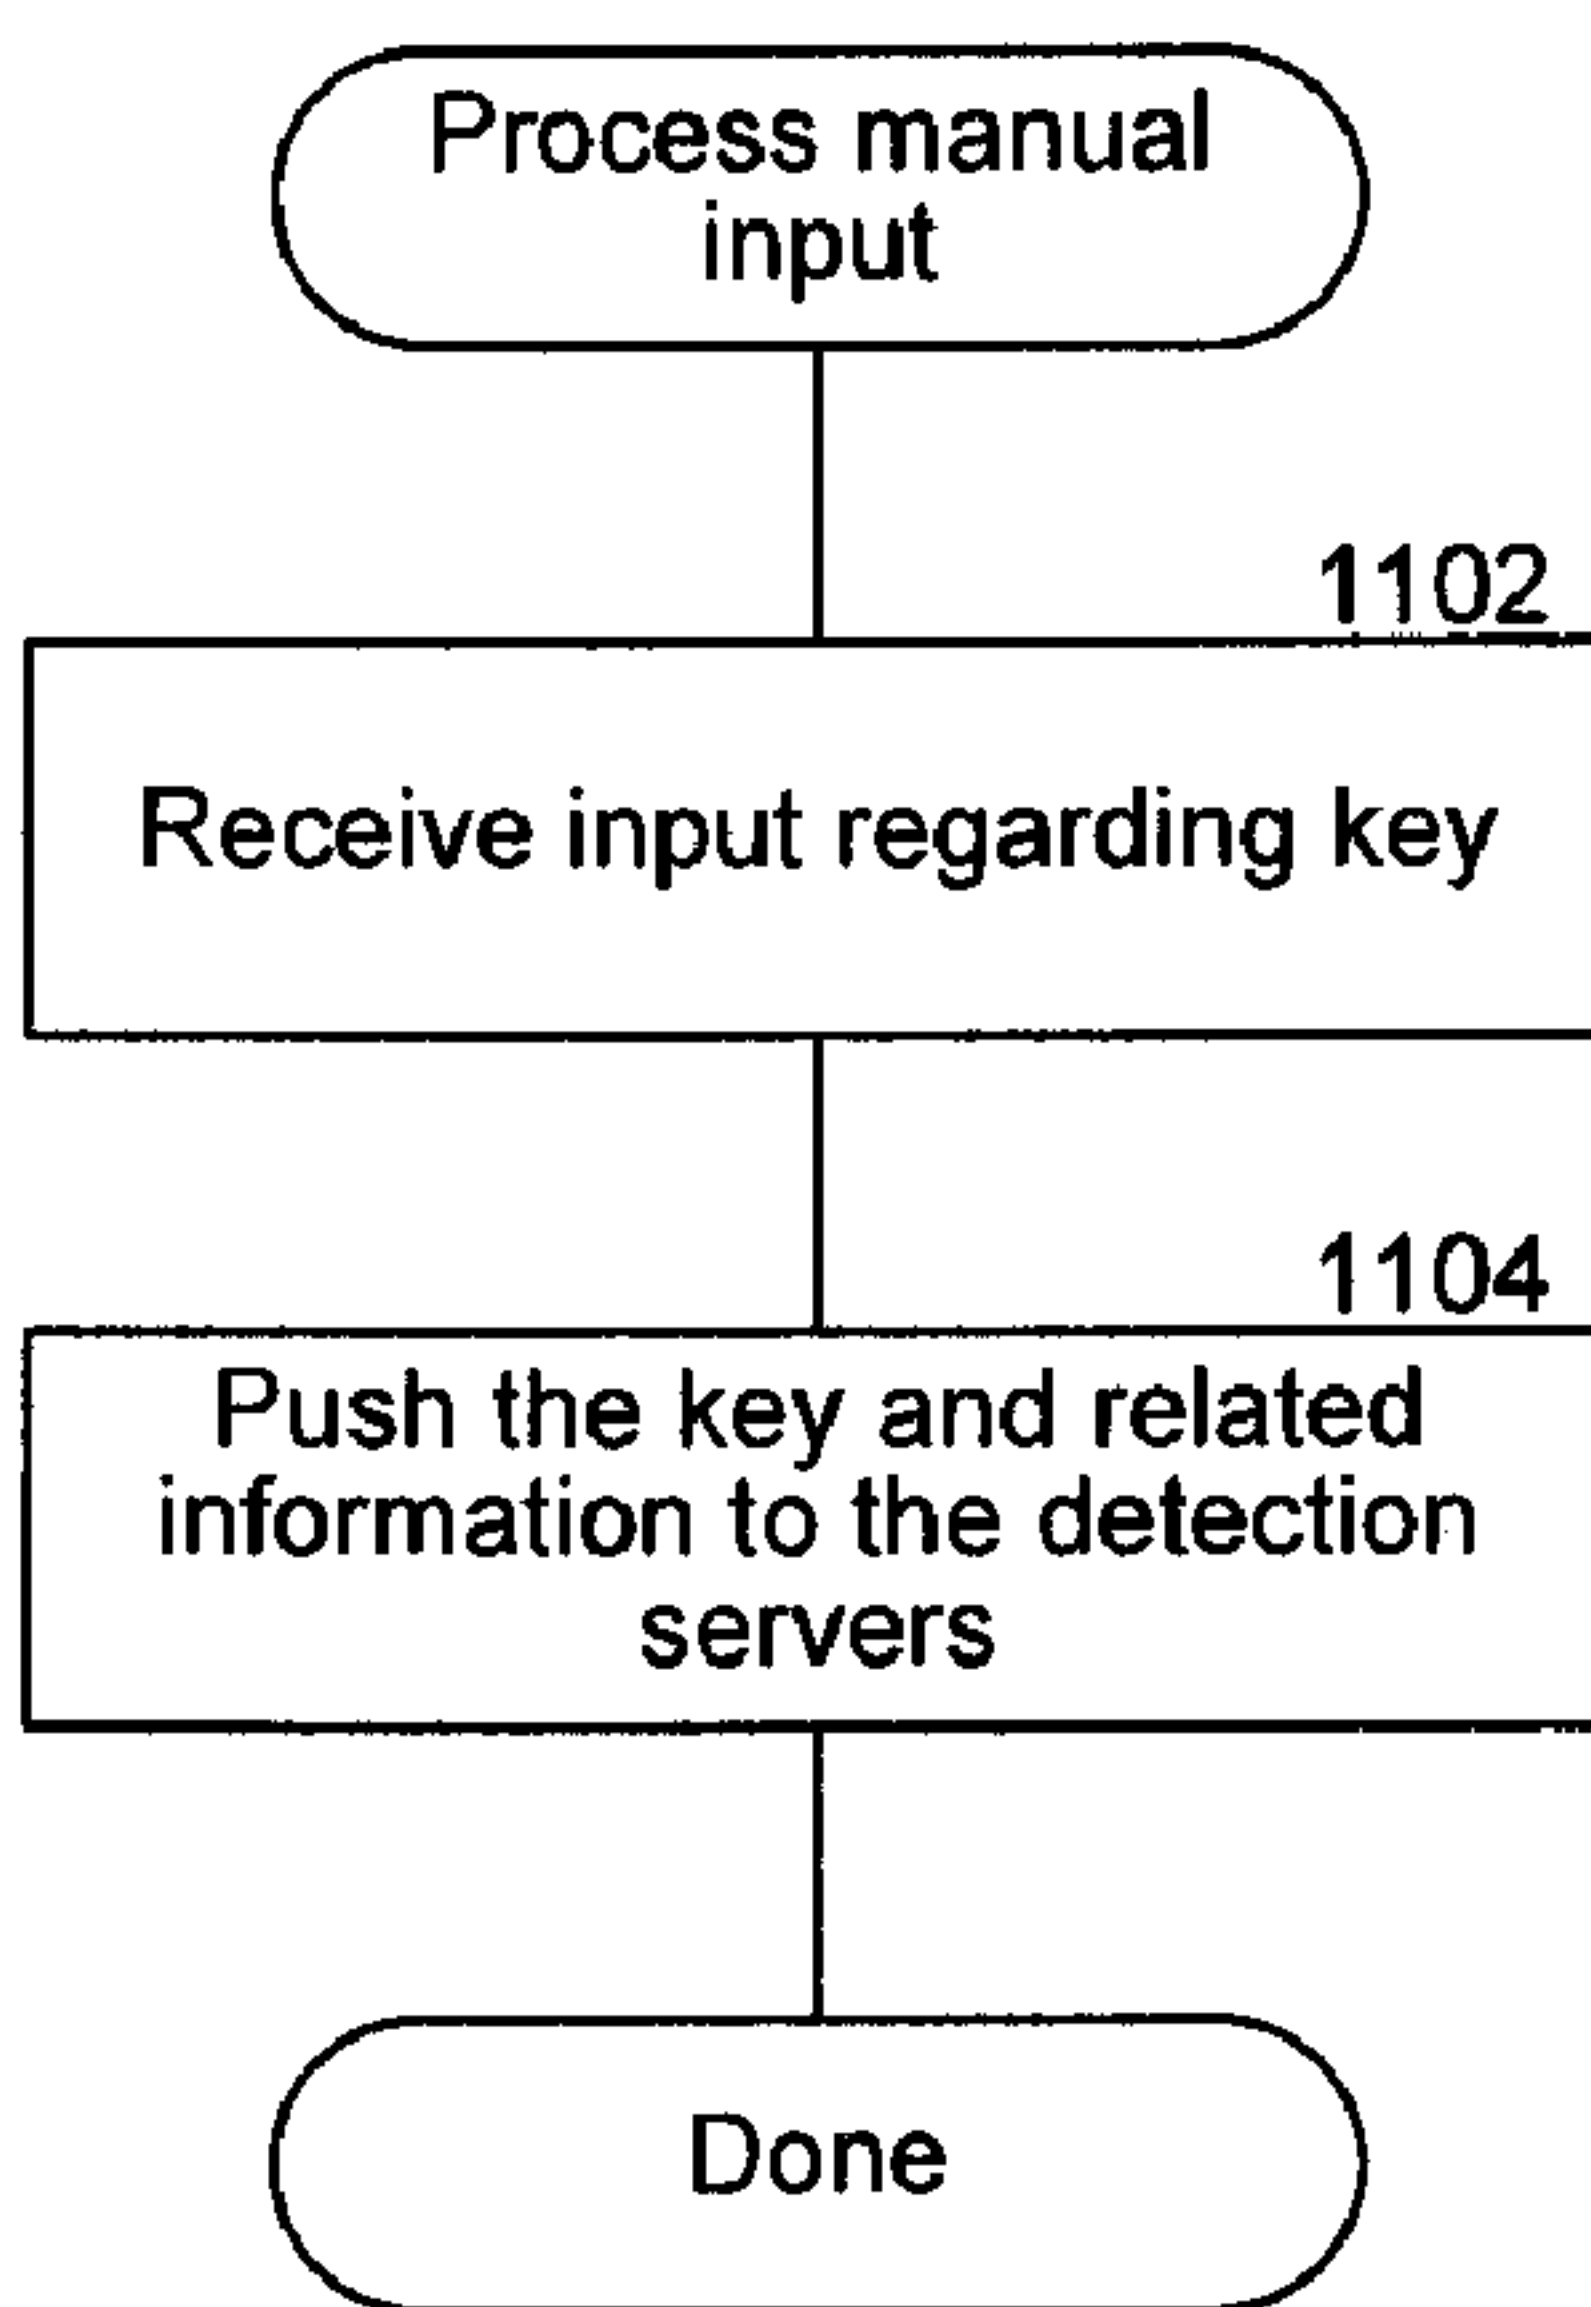 Process manual
input
1102
Receive input regarding key
1104
Push the key and related
information to the detection
servers
Done